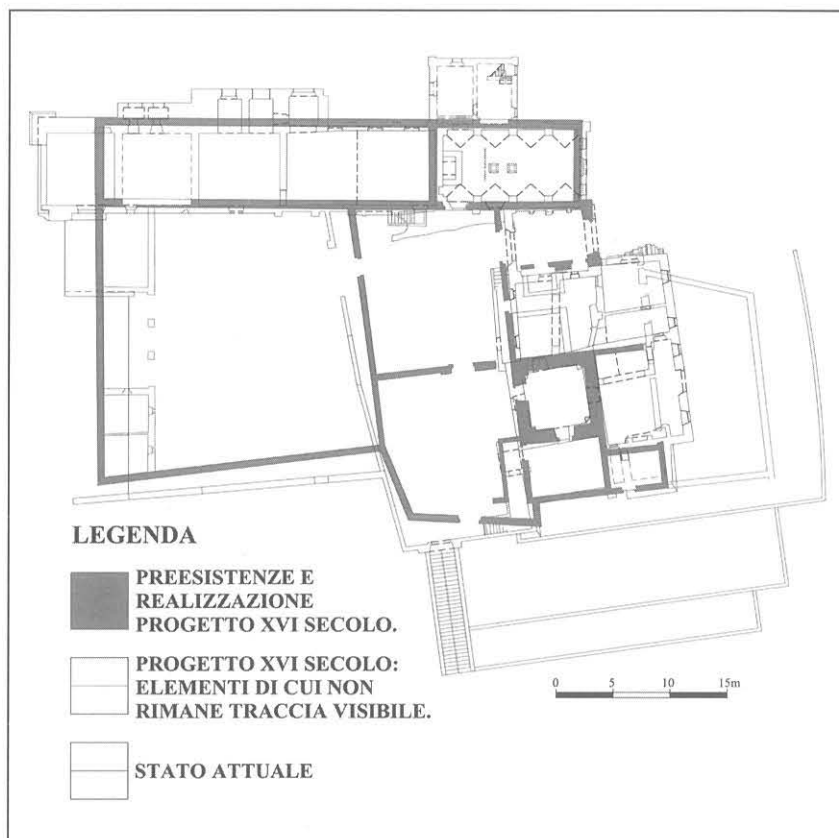 LEGENDA
PREESISTENZE E
REALIZZAZIONE
PROGETTO XVI SECOLO.
PROGETTO XVI SECOLO:
ELEMENTI DI CUI NON
RIMANE TRACCIA VISIBILE.
STATO ATTUALE
0 5 10 15m